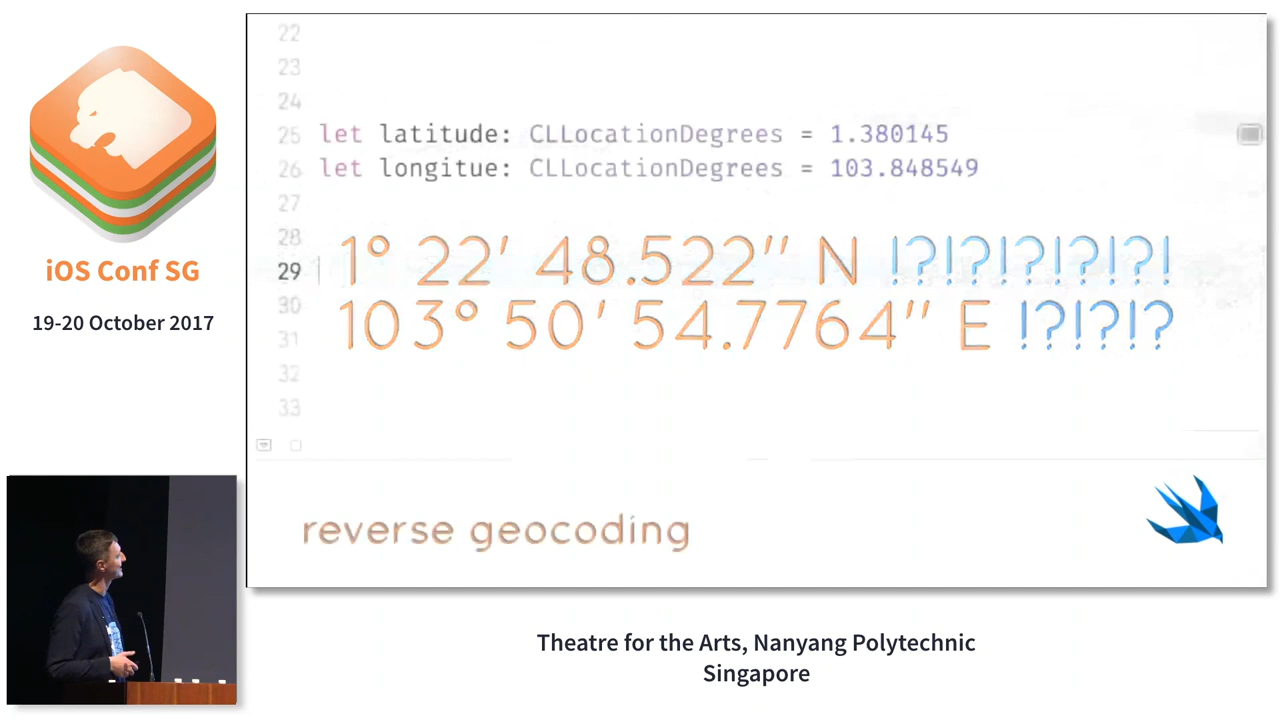 iOS Conf SG
19-20 October 2017
22
23
24
25 let latitude: CLLocationDegrees = 1.380145
26 let longitue: CLLocationDegrees = 103.848549
27
28
29
30
31
32
33
1° 22′ 48.522″ N !?!?!?!?!?!
103° 50′ 54.7764″ E !?!?!?
reverse geocoding
Theatre for the Arts, Nanyang Polytechnic
Singapore